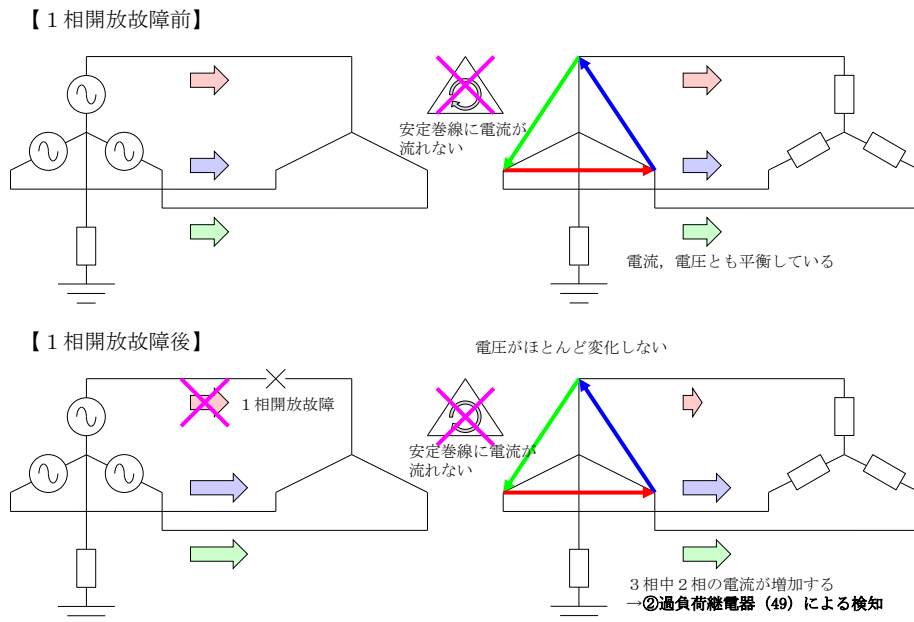 【１相開放故障前】
安定巻線に電流が
流れない
電流，電圧とも平衡している
【１相開放故障後】
電圧がほとんど変化しない
１相開放故障
安定巻線に電流が
流れない
３相中２相の電流が増加する
→②過負荷継電器（49）による検知